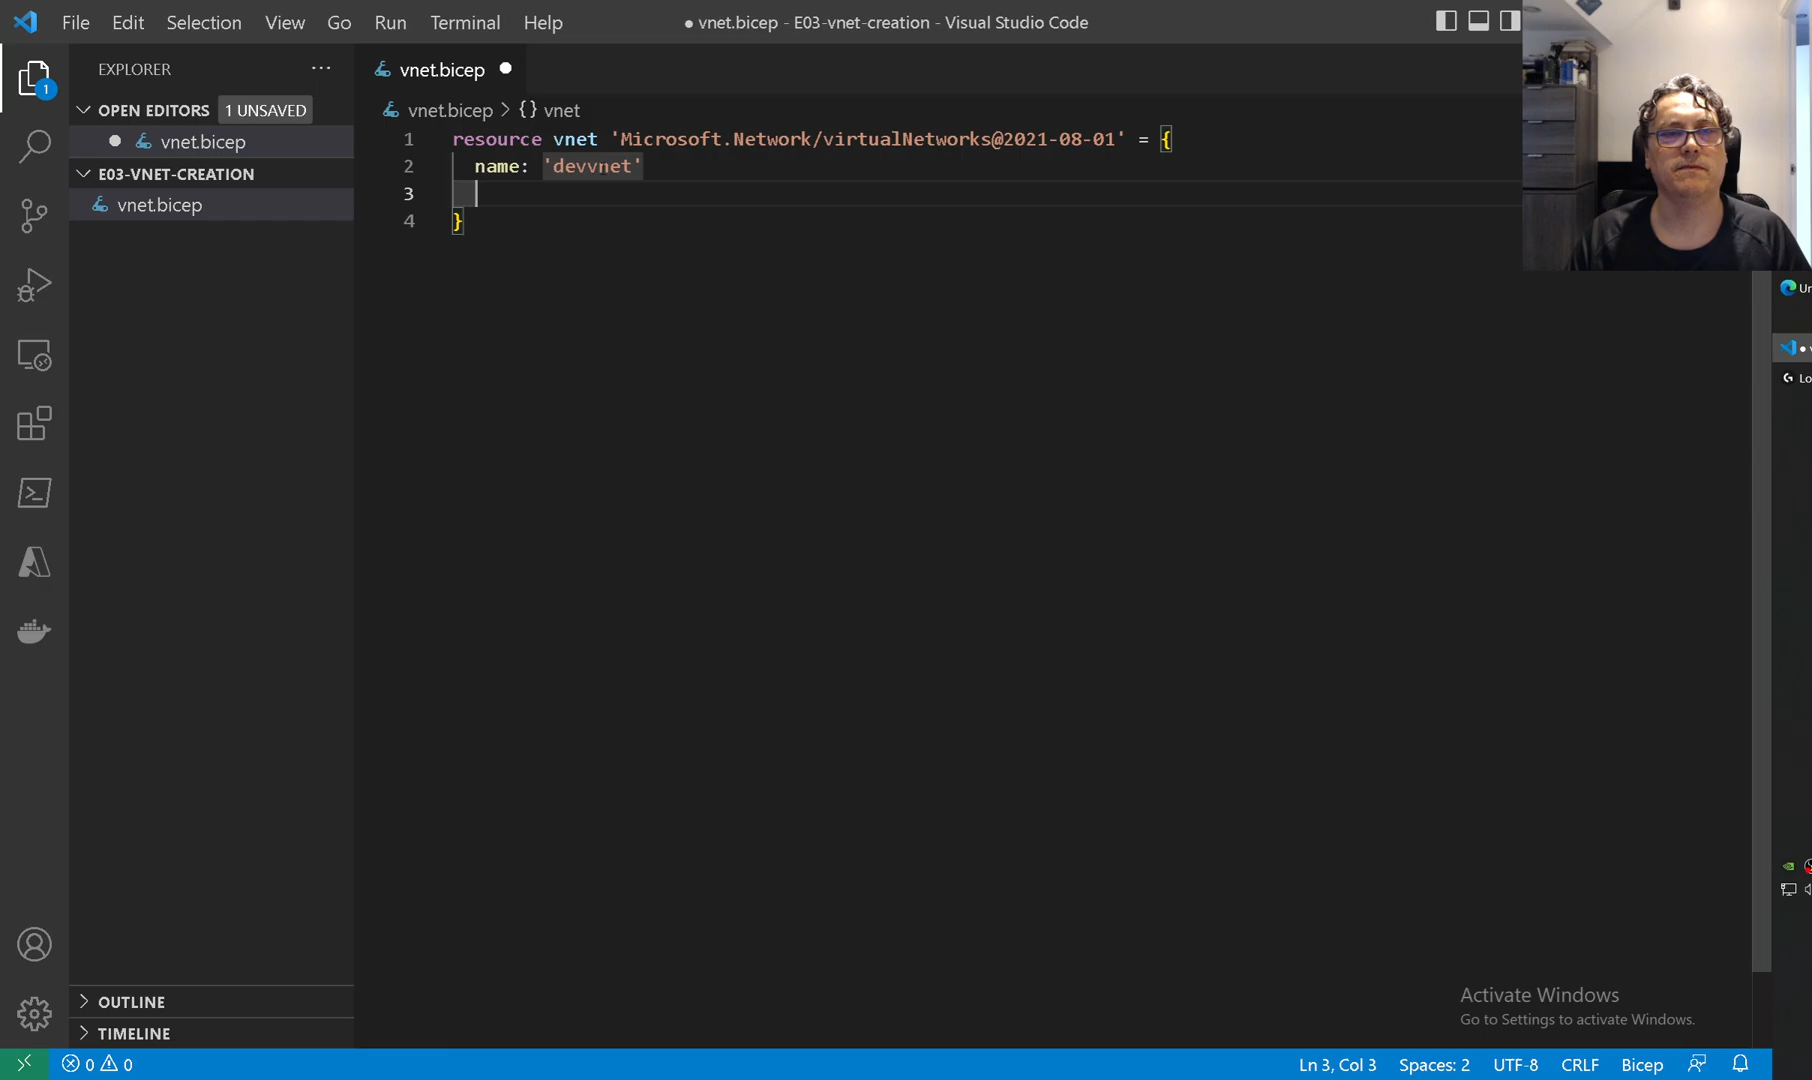 File Edit Selection View Go Run Terminal Help
● vnet.bicep - E03-vnet-creation - Visual Studio Code
EXPLORER ···
1
OPEN EDITORS 1 UNSAVED
vnet.bicep
E03-VNET-CREATION
vnet.bicep
OUTLINE
TIMELINE
vnet.bicep
vnet.bicep > {} vnet
1 resource vnet 'Microsoft.Network/virtualNetworks@2021-08-01' = {
2 name: 'devvnet'
3
4 }
Un
Lo
Activate Windows
Go to Settings to activate Windows.
0 0
Ln 3, Col 3 Spaces: 2 UTF-8 CRLF Bicep